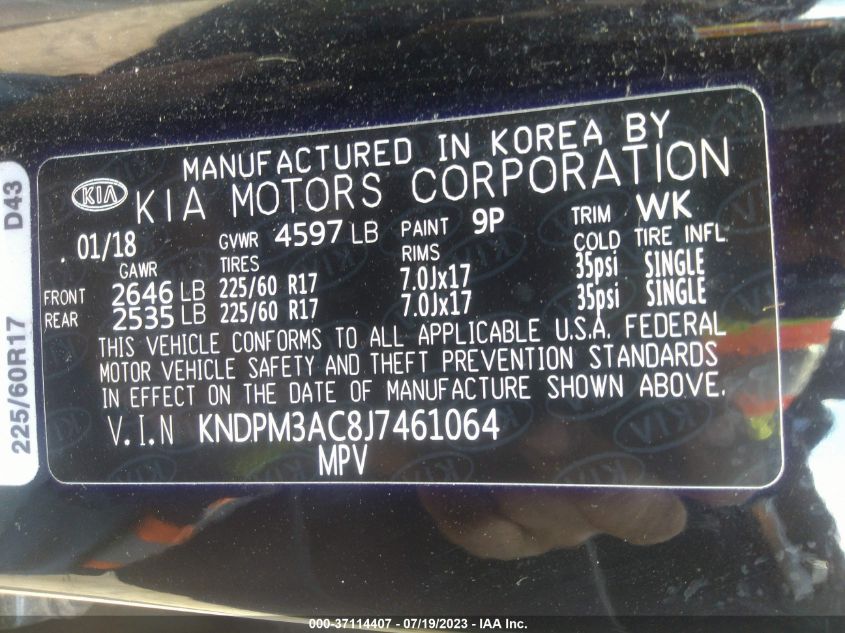 MANUFACTURED IN KOREA BY
KIA KIA MOTORS CORPORATION
. 01/18 GVWR 4597 LB PAINT 9P TRIM WK
GAWR TIRES RIMS COLD TIRE INFL
FRONT 2646 LB 225/60 R17 7.0Jx17 35psi SINGLE
REAR 2535 LB 225/60 R17 7.0Jx17 35psi SINGLE
THIS VEHICLE CONFORMS TO ALL APPLICABLE U.S.A. FEDERAL
MOTOR VEHICLE SAFETY AND THEFT PREVENTION STANDARDS
IN EFFECT ON THE DATE OF MANUFACTURE SHOWN ABOVE.
V.I.N KNDPM3AC8J7461064
MPV
225/60R17 D43
000-37114407 - 07/19/2023 - IAA Inc.